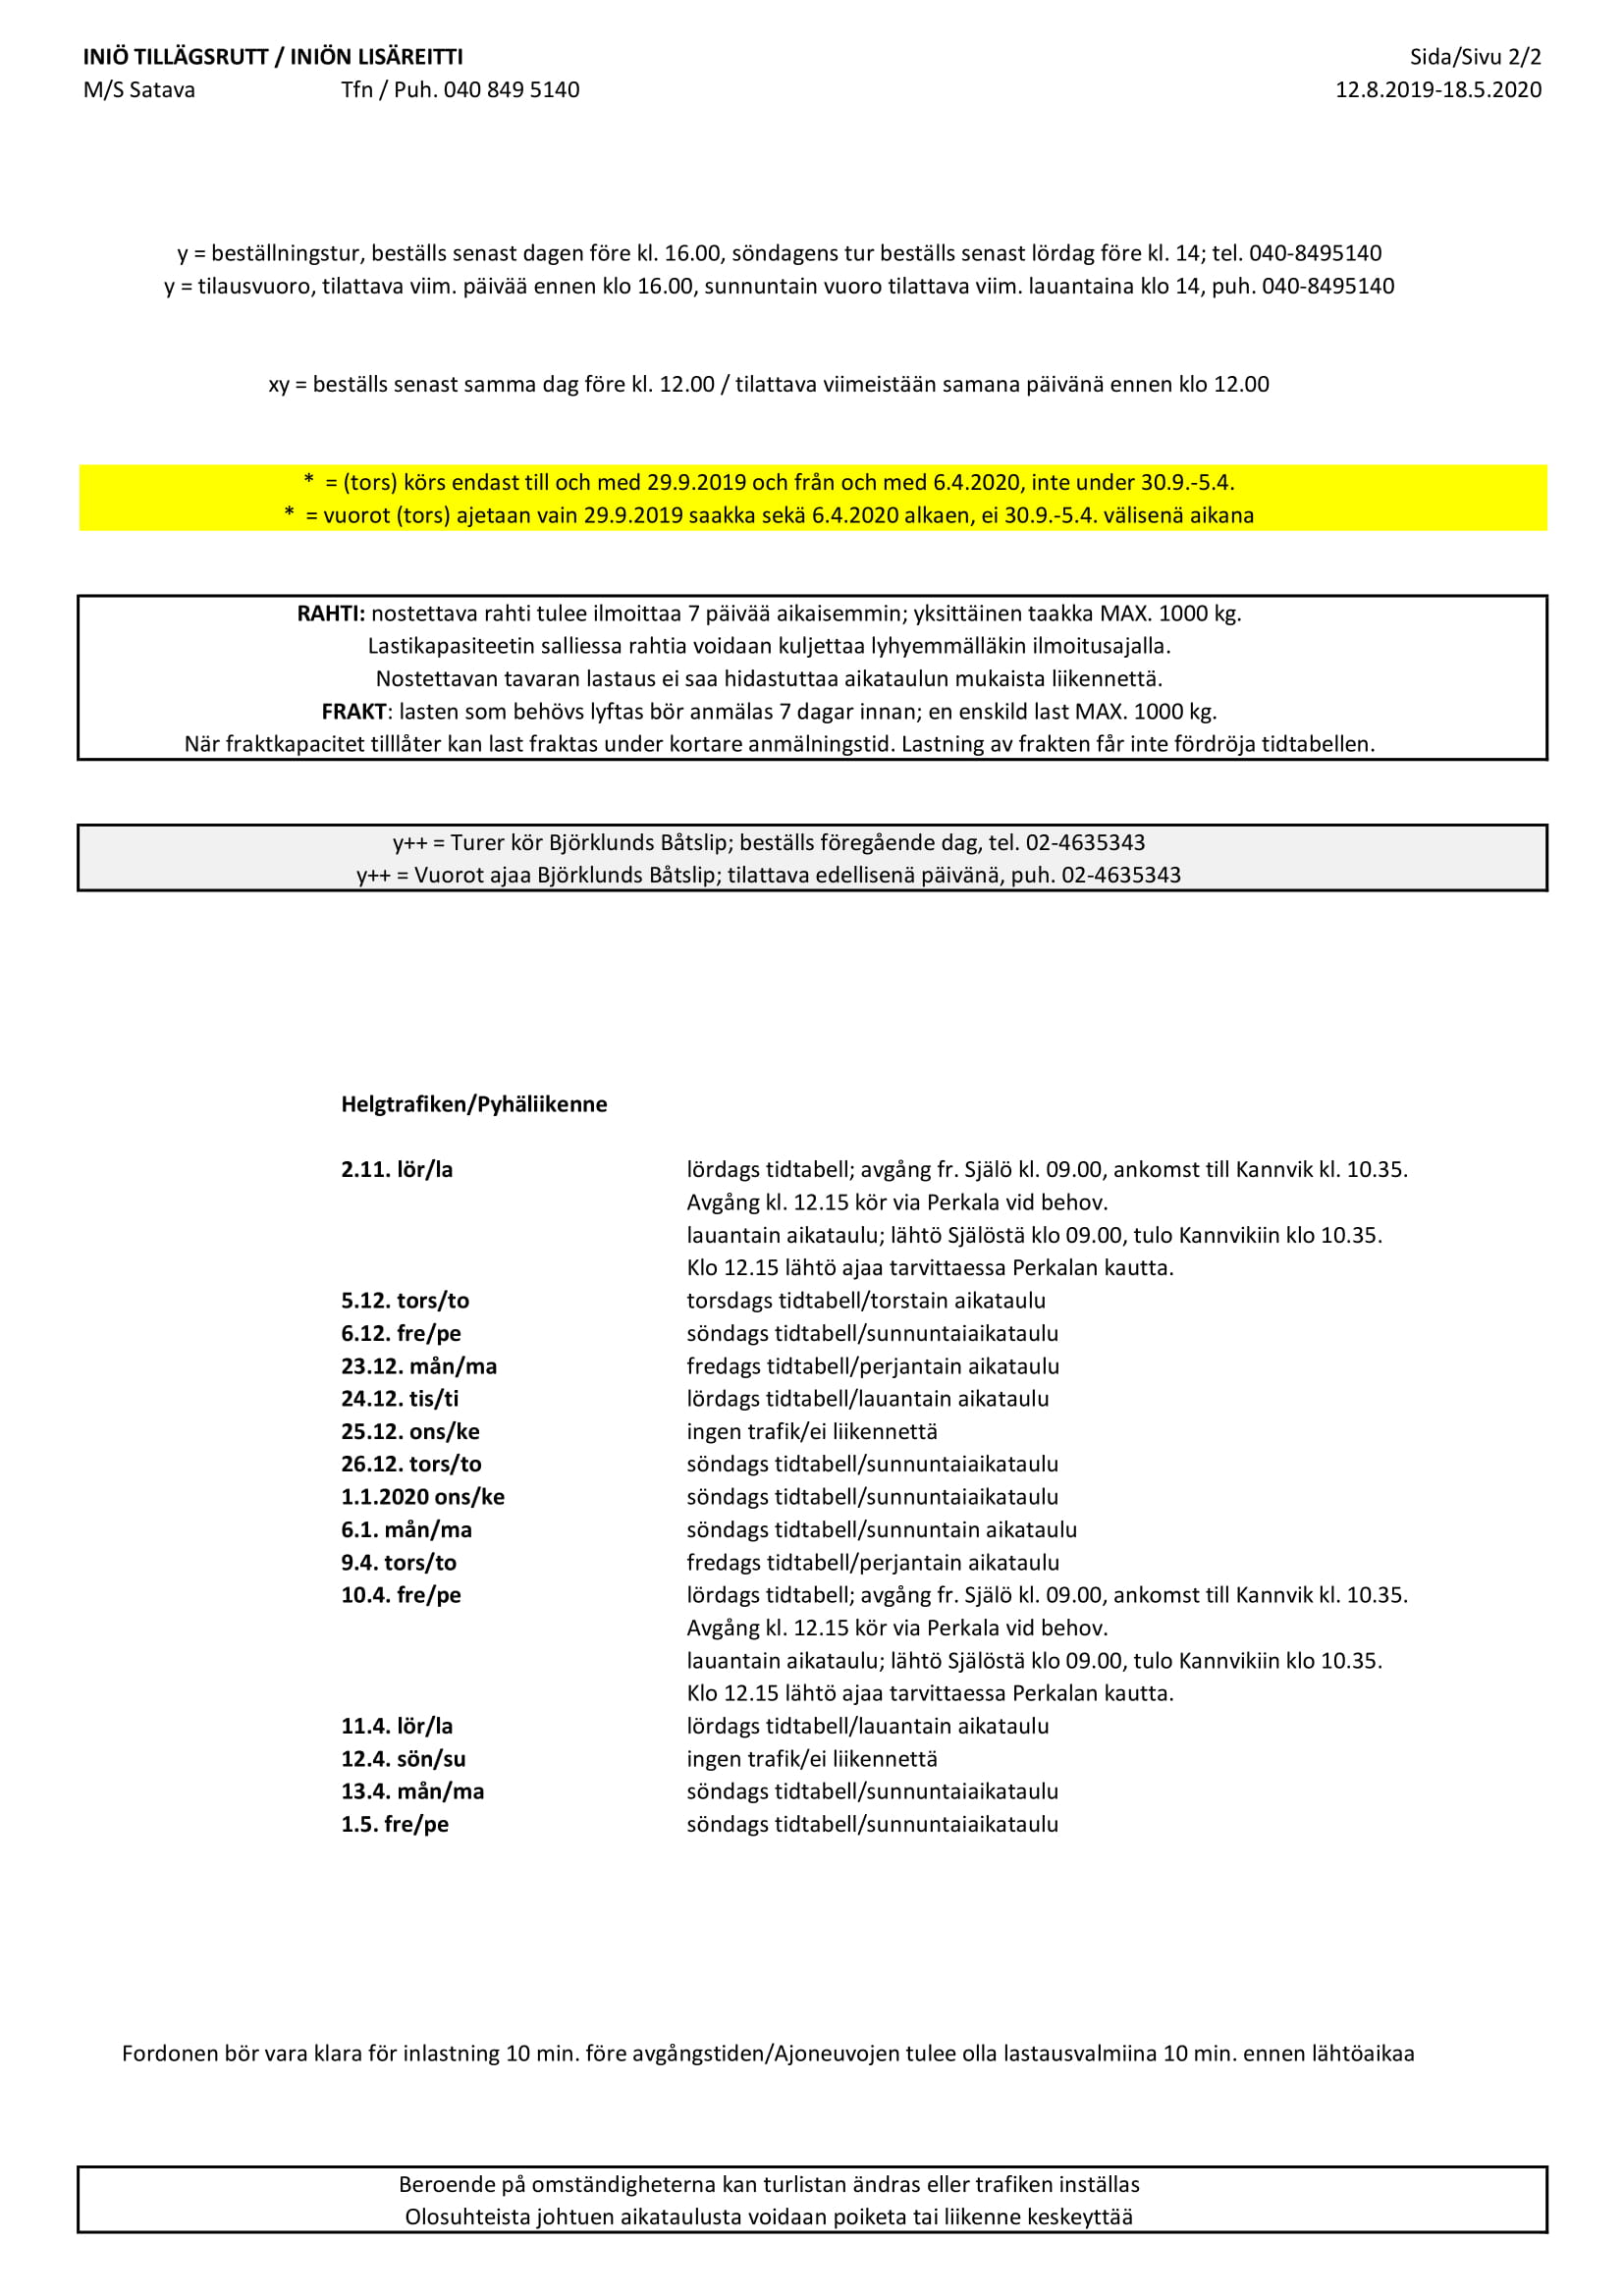 INIÖ TILLÄGSRUTT / INIÖN LISÄREITTI Sida/Sivu 2/2
M/S Satava Tfn / Puh. 040 849 5140 12.8.2019-18.5.2020
y = beställningstur, beställs senast dagen före kl. 16.00, söndagens tur beställs senast lördag före kl. 14; tel. 040-8495140
y = tilausvuoro, tilattava viim. päivää ennen klo 16.00, sunnuntain vuoro tilattava viim. lauantaina klo 14, puh. 040-8495140
xy = beställs senast samma dag före kl. 12.00 / tilattava viimeistään samana päivänä ennen klo 12.00
* = (tors) körs endast till och med 29.9.2019 och från och med 6.4.2020, inte under 30.9.-5.4.
* = vuorot (tors) ajetaan vain 29.9.2019 saakka sekä 6.4.2020 alkaen, ei 30.9.-5.4. välisenä aikana
RAHTI: nostettava rahti tulee ilmoittaa 7 päivää aikaisemmin; yksittäinen taakka MAX. 1000 kg.
Lastikapasiteetin salliessa rahtia voidaan kuljettaa lyhyemmälläkin ilmoitusajalla.
Nostettavan tavaran lastaus ei saa hidastuttaa aikataulun mukaista liikennettä.
FRAKT: lasten som behövs lyftas bör anmälas 7 dagar innan; en enskild last MAX. 1000 kg.
När fraktkapacitet tilllåter kan last fraktas under kortare anmälningstid. Lastning av frakten får inte fördröja tidtabellen.
y++ = Turer kör Björklunds Båtslip; beställs föregående dag, tel. 02-4635343
y++ = Vuorot ajaa Björklunds Båtslip; tilattava edellisenä päivänä, puh. 02-4635343
Helgtrafiken/Pyhäliikenne
2.11. lör/la lördags tidtabell; avgång fr. Själö kl. 09.00, ankomst till Kannvik kl. 10.35.
Avgång kl. 12.15 kör via Perkala vid behov.
lauantain aikataulu; lähtö Själöstä klo 09.00, tulo Kannvikiin klo 10.35.
Klo 12.15 lähtö ajaa tarvittaessa Perkalan kautta.
5.12. tors/to torsdags tidtabell/torstain aikataulu
6.12. fre/pe söndags tidtabell/sunnuntaiaikataulu
23.12. mån/ma fredags tidtabell/perjantain aikataulu
24.12. tis/ti lördags tidtabell/lauantain aikataulu
25.12. ons/ke ingen trafik/ei liikennettä
26.12. tors/to söndags tidtabell/sunnuntaiaikataulu
1.1.2020 ons/ke söndags tidtabell/sunnuntaiaikataulu
6.1. mån/ma söndags tidtabell/sunnuntain aikataulu
9.4. tors/to fredags tidtabell/perjantain aikataulu
10.4. fre/pe lördags tidtabell; avgång fr. Själö kl. 09.00, ankomst till Kannvik kl. 10.35.
Avgång kl. 12.15 kör via Perkala vid behov.
lauantain aikataulu; lähtö Själöstä klo 09.00, tulo Kannvikiin klo 10.35.
Klo 12.15 lähtö ajaa tarvittaessa Perkalan kautta.
11.4. lör/la lördags tidtabell/lauantain aikataulu
12.4. sön/su ingen trafik/ei liikennettä
13.4. mån/ma söndags tidtabell/sunnuntaiaikataulu
1.5. fre/pe söndags tidtabell/sunnuntaiaikataulu
Fordonen bör vara klara för inlastning 10 min. före avgångstiden/Ajoneuvojen tulee olla lastausvalmiina 10 min. ennen lähtöaikaa
Beroende på omständigheterna kan turlistan ändras eller trafiken inställas
Olosuhteista johtuen aikataulusta voidaan poiketa tai liikenne keskeyttää